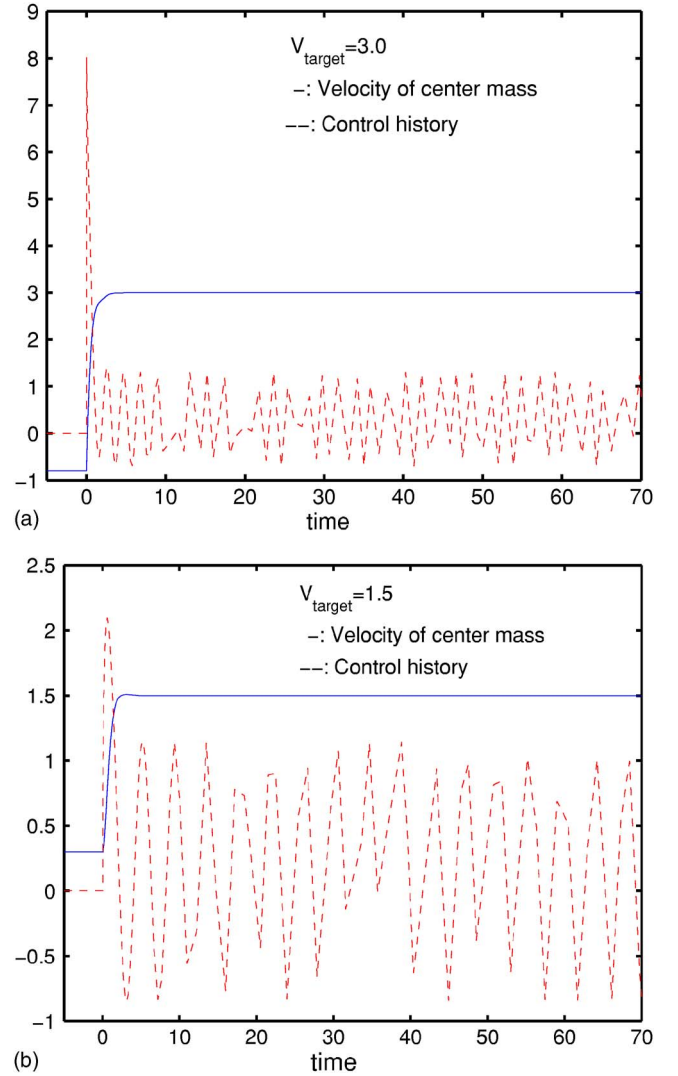 9
8
7
6
5
4
3
2
1
0
−1
V_target=3.0
−: Velocity of center mass
−−: Control history
0 10 20 30 40 50 60 70
time
(a)
2.5
2
1.5
1
0.5
0
−0.5
−1
V_target=1.5
−: Velocity of center mass
−−: Control history
0 10 20 30 40 50 60 70
time
(b)